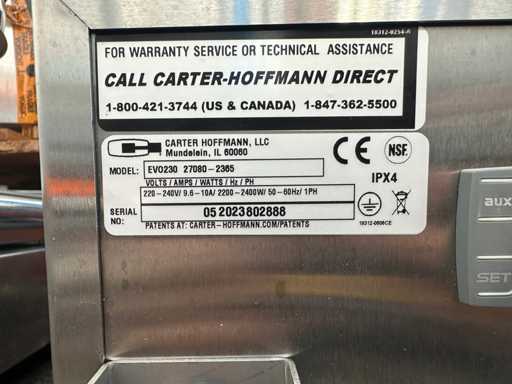 18312-0254-A
FOR WARRANTY SERVICE OR TECHNICAL ASSISTANCE
CALL CARTER-HOFFMANN DIRECT
1-800-421-3744 (US & CANADA) 1-847-362-5500
CARTER HOFFMANN, LLC
Mundelein, IL 60060
CE NSF
MODEL: EVO230 27080-2365
IPX4
VOLTS / AMPS / WATTS / Hz / PH
220-240V/ 9.6-10A/ 2200-2400W/ 50-60Hz/ 1PH
SERIAL NO: 05 2023802888
PATENTS AT: CARTER-HOFFMANN.COM/PATENTS
18312-0606CE
aux
SET